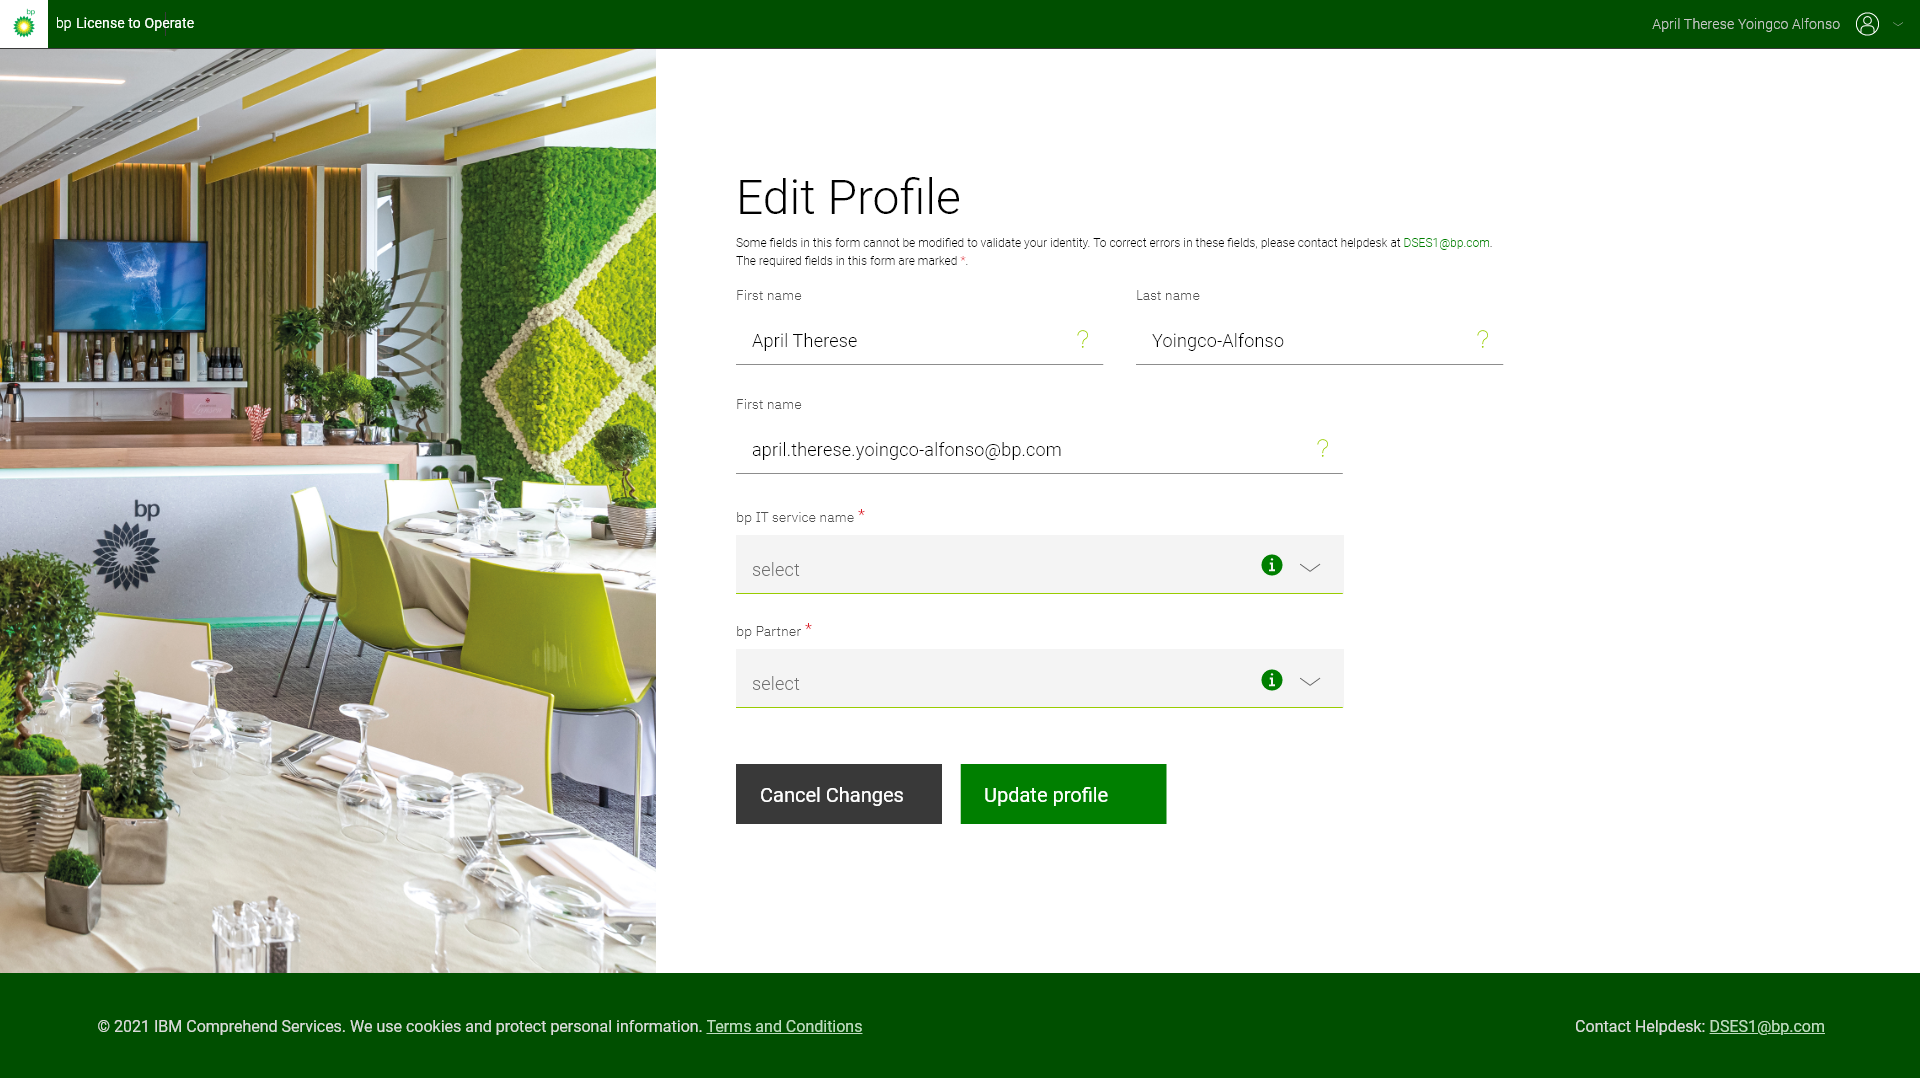 bp
bp License to Operate
April Therese Yoingco Alfonso
bp
Edit Profile
Some fields in this form cannot be modified to validate your identity. To correct errors in these fields, please contact helpdesk at DSES1@bp.com.
The required fields in this form are marked *.
First name
Last name
April Therese
?
Yoingco-Alfonso
?
First name
april.therese.yoingco-alfonso@bp.com
?
bp IT service name *
select
bp Partner *
select
Cancel Changes
Update profile
© 2021 IBM Comprehend Services. We use cookies and protect personal information. Terms and Conditions
Contact Helpdesk: DSES1@bp.com